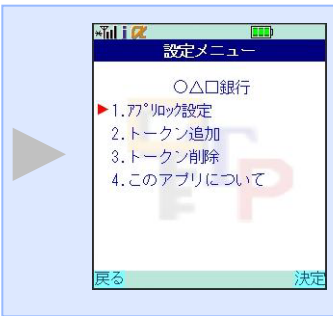 設定メニュー
○△□銀行
1.ｱﾌﾟﾘﾛｯｸ設定
2.トークン追加
3.トークン削除
4.このアプリについて
戻る
決定